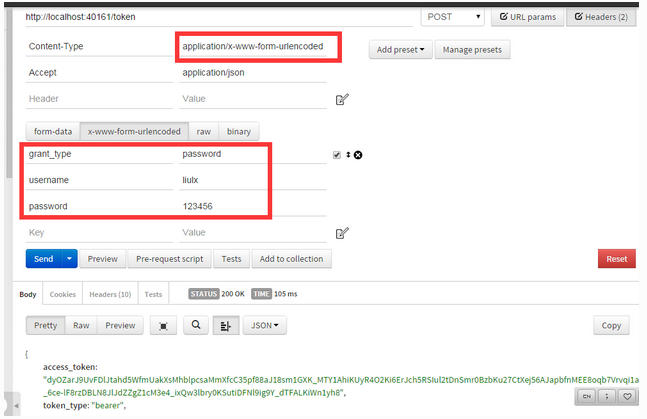 http://localhost:40161/token POST URL params Headers (2)
Content-Type application/x-www-form-urlencoded Add preset Manage presets
Accept application/json
Header Value
form-data x-www-form-urlencoded raw binary
grant_type password
username liulx
password 123456
Key Value
Send Preview Pre-request script Tests Add to collection Reset
Body Cookies Headers (10) Tests STATUS 200 OK TIME 105 ms
Pretty Raw Preview JSON Copy
{
access_token:
"dyOZarJ9UvFDlJtahd5WfmUakXsMhblpcsaMmXfcC35pf88aJ18sm1GXK_MTY1AhiKUyR4O2Ki6ErJch5RSIul2tDnSmr0BzbKu27CtXej56AJapbfnMEE8oqb7Vrvqi1a
_6ce-lF8rzDBLN8JlJdZZgZ1cM3e4_ixQw3lbry0KSutiDFNl9ig9Y_dTFALKiWn1yh8",
token_type: "bearer",
CN ;